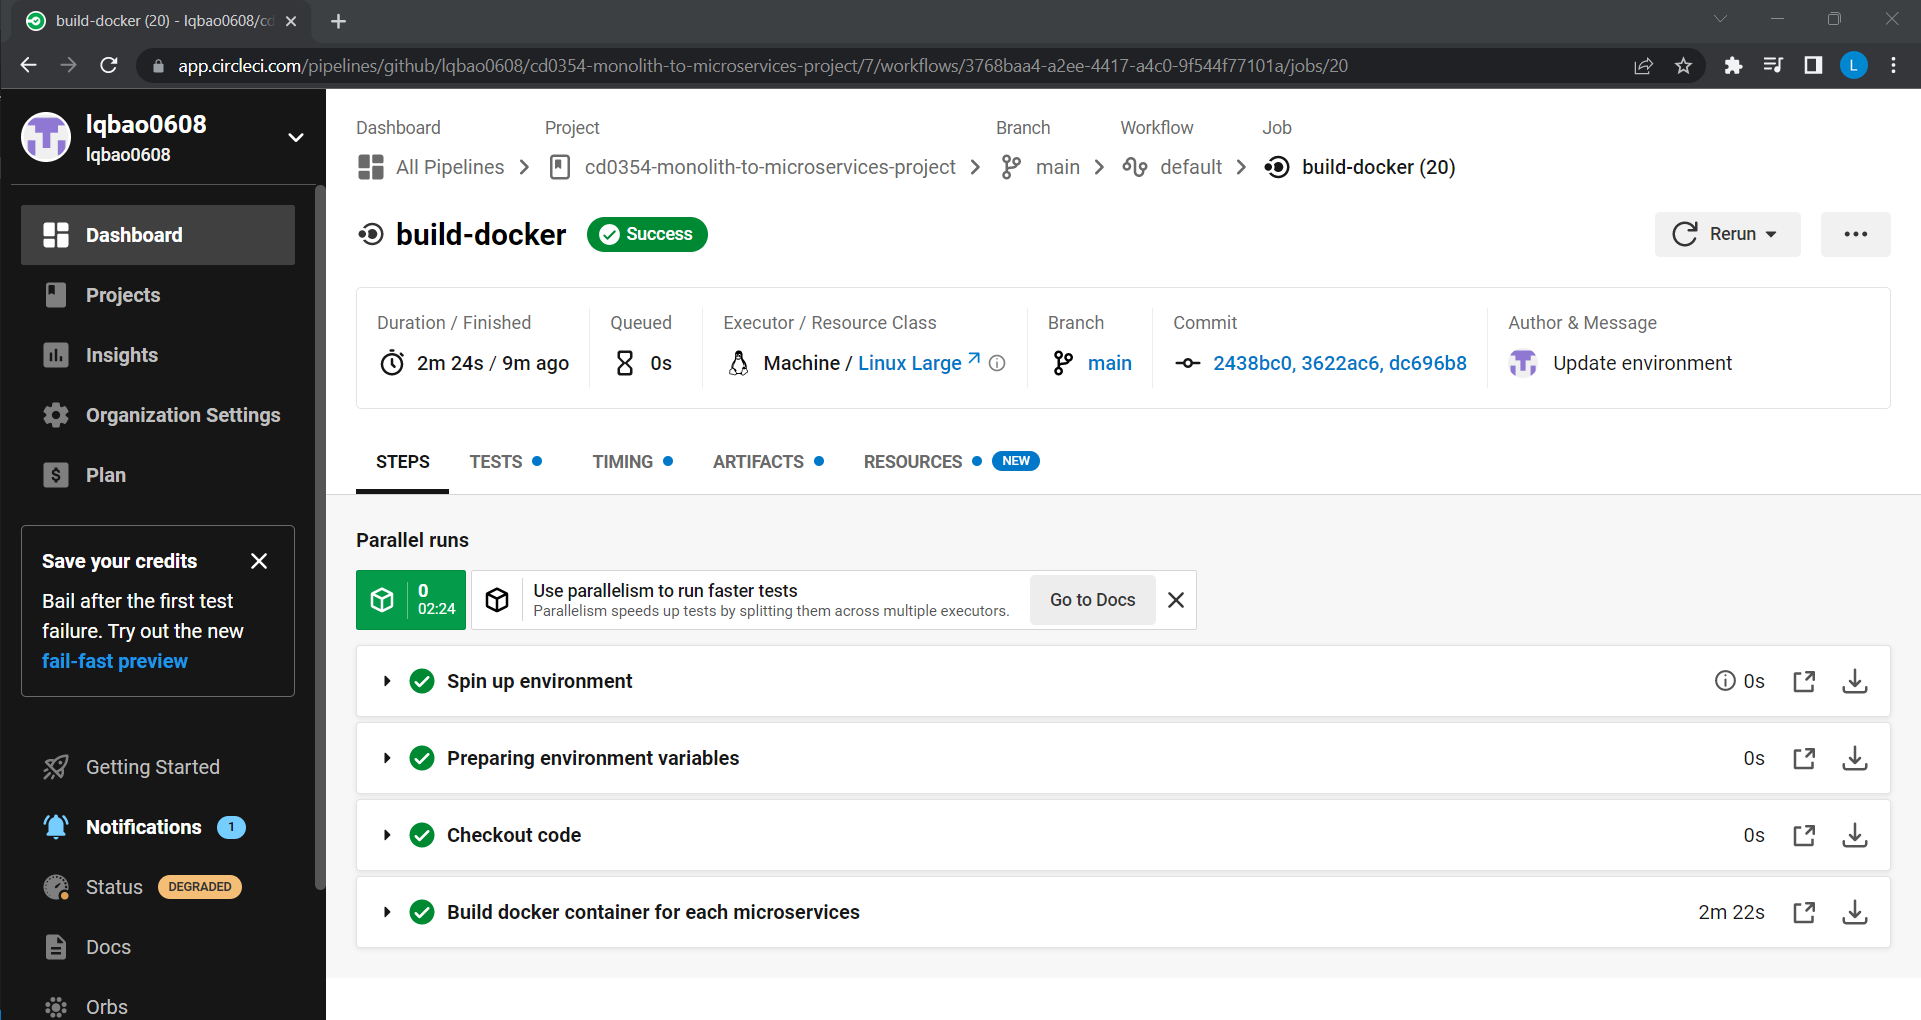 build-docker (20) - lqbao0608/cd
app.circleci.com/pipelines/github/lqbao0608/cd0354-monolith-to-microservices-project/7/workflows/3768baa4-a2ee-4417-a4c0-9f544f77101a/jobs/20
L
lqbao0608
lqbao0608
Dashboard
Projects
Insights
Organization Settings
Plan
Save your credits
Bail after the first test
failure. Try out the new
fail-fast preview
Getting Started
Notifications 1
Status DEGRADED
Docs
Orbs
Dashboard Project Branch Workflow Job
All Pipelines cd0354-monolith-to-microservices-project main default build-docker (20)
build-docker Success Rerun
Duration / Finished Queued Executor / Resource Class Branch Commit Author & Message
2m 24s / 9m ago 0s Machine / Linux Large main 2438bc0, 3622ac6, dc696b8 Update environment
STEPS TESTS TIMING ARTIFACTS RESOURCES NEW
Parallel runs
0
02:24
Use parallelism to run faster tests
Parallelism speeds up tests by splitting them across multiple executors.
Go to Docs
Spin up environment 0s
Preparing environment variables 0s
Checkout code 0s
Build docker container for each microservices 2m 22s